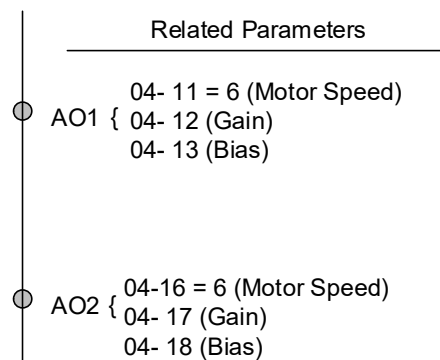 Related Parameters
04- 11 = 6 (Motor Speed)
AO1 { 04- 12 (Gain)
04- 13 (Bias)
04-16 = 6 (Motor Speed)
AO2 { 04- 17 (Gain)
04- 18 (Bias)